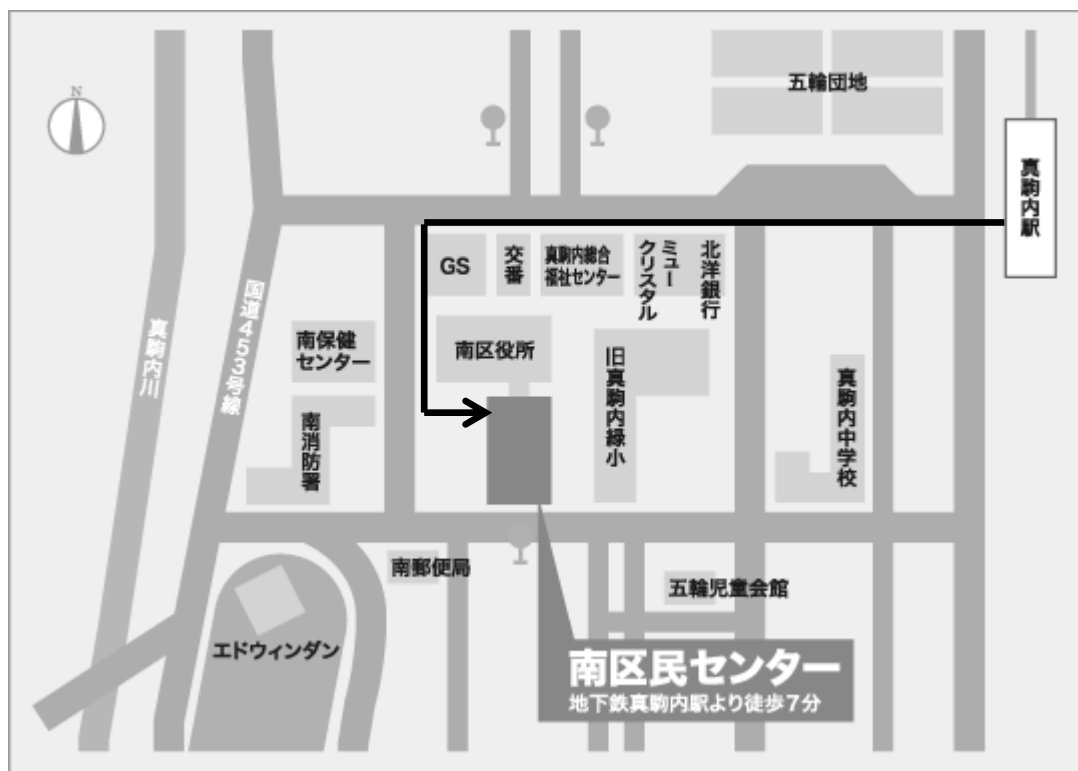 N
五輪団地
真駒内駅
GS
交番
真駒内総合
福祉センター
ミュー
クリスタル
北洋銀行
国道453号線
真駒内川
南保健
センター
南区役所
旧真駒内緑小
真駒内中学校
南消防署
南郵便局
五輪児童会館
エドウィンダン
南区民センター
地下鉄真駒内駅より徒歩7分